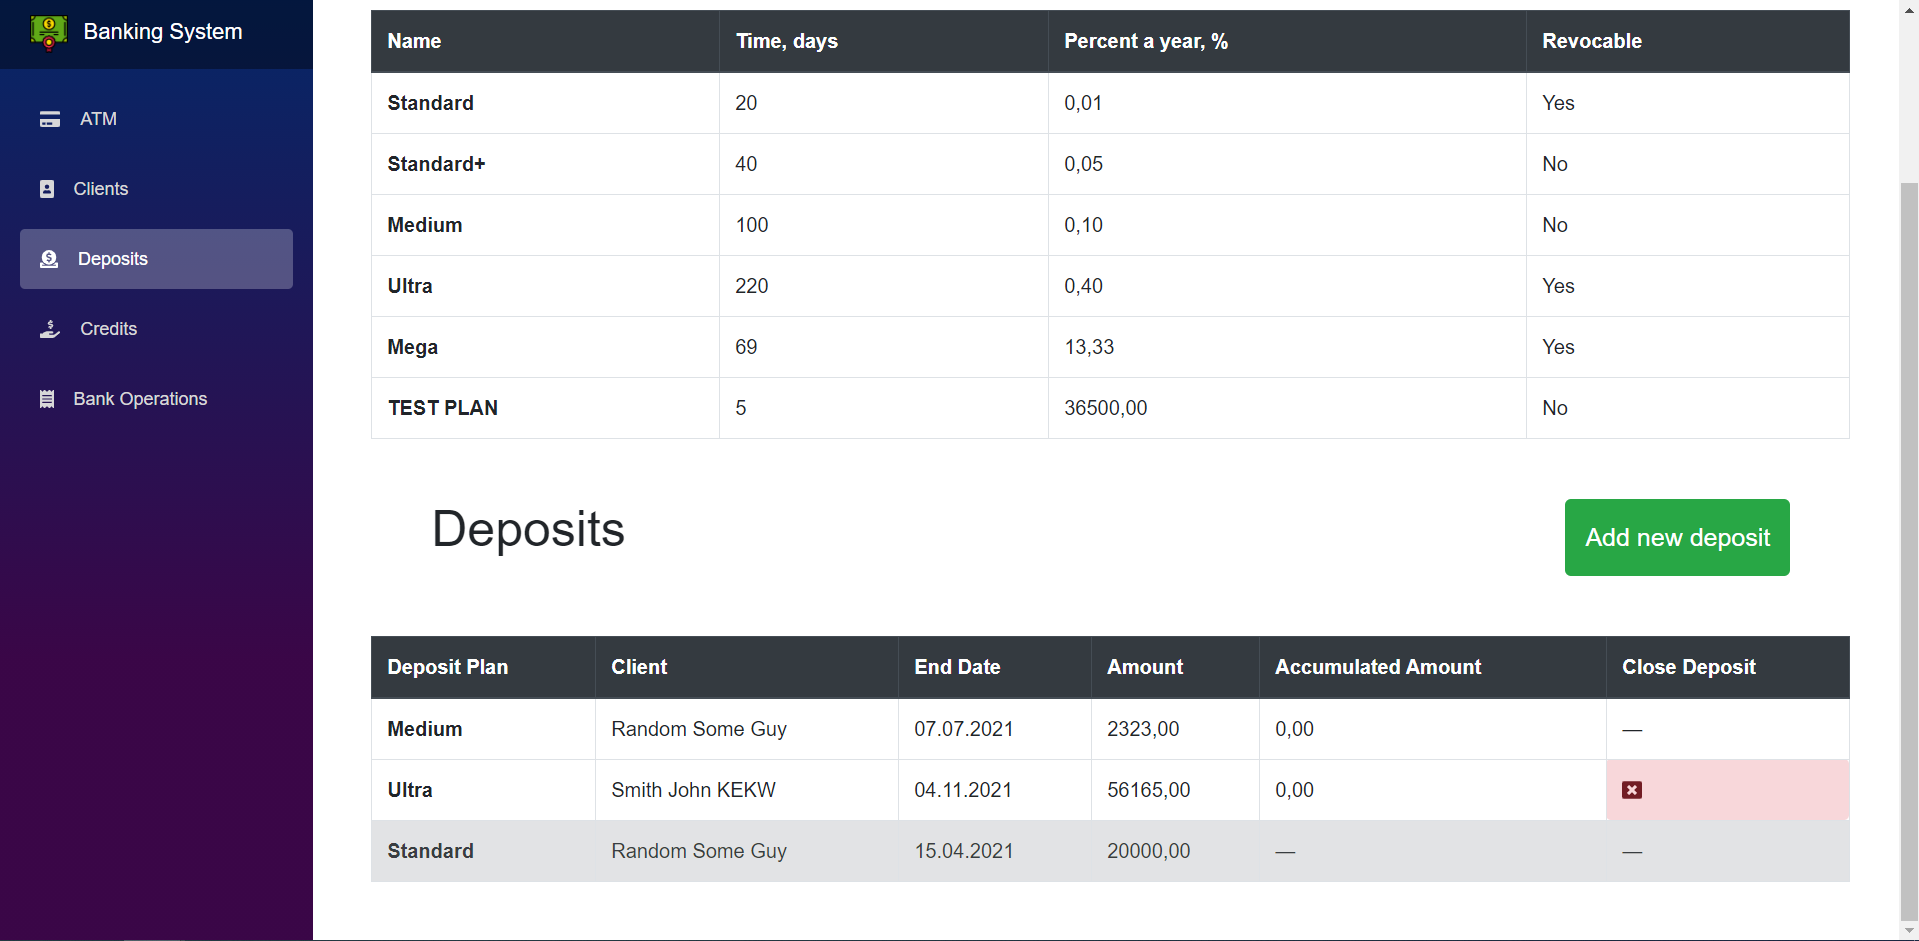 Banking System
ATM
Clients
Deposits
Credits
Bank Operations
Name Time, days Percent a year, % Revocable
Standard 20 0,01 Yes
Standard+ 40 0,05 No
Medium 100 0,10 No
Ultra 220 0,40 Yes
Mega 69 13,33 Yes
TEST PLAN 5 36500,00 No
Deposits
Add new deposit
Deposit Plan Client End Date Amount Accumulated Amount Close Deposit
Medium Random Some Guy 07.07.2021 2323,00 0,00 —
Ultra Smith John KEKW 04.11.2021 56165,00 0,00
Standard Random Some Guy 15.04.2021 20000,00 — —